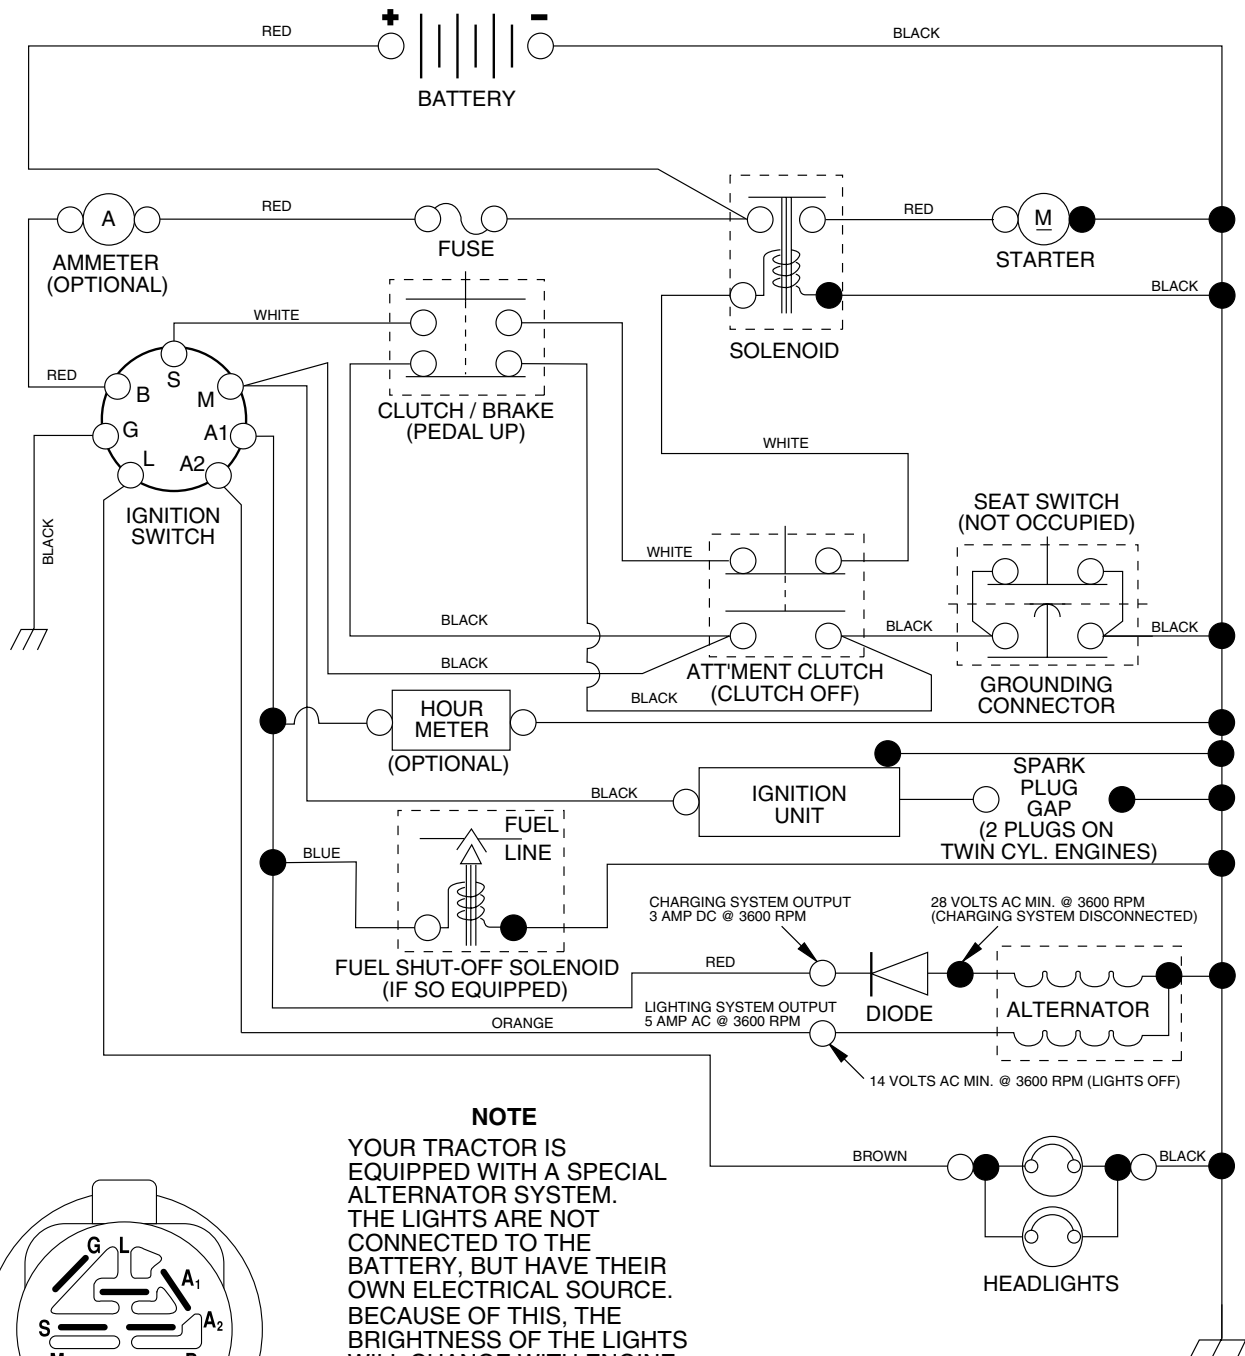 + –
RED
BLACK
BATTERY
A
RED
FUSE
RED
M
STARTER
AMMETER
(OPTIONAL)
BLACK
WHITE
SOLENOID
RED
S
B
M
G
A1
L
A2
CLUTCH / BRAKE
(PEDAL UP)
WHITE
IGNITION
SWITCH
BLACK
SEAT SWITCH
(NOT OCCUPIED)
WHITE
BLACK
BLACK
BLACK
BLACK
ATT'MENT CLUTCH
(CLUTCH OFF)
BLACK
GROUNDING
CONNECTOR
HOUR
METER
(OPTIONAL)
BLACK
IGNITION
UNIT
SPARK
PLUG
GAP
(2 PLUGS ON
TWIN CYL. ENGINES)
FUEL
LINE
BLUE
CHARGING SYSTEM OUTPUT
3 AMP DC @ 3600 RPM
28 VOLTS AC MIN. @ 3600 RPM
(CHARGING SYSTEM DISCONNECTED)
FUEL SHUT-OFF SOLENOID
(IF SO EQUIPPED)
RED
DIODE
ALTERNATOR
LIGHTING SYSTEM OUTPUT
5 AMP AC @ 3600 RPM
ORANGE
14 VOLTS AC MIN. @ 3600 RPM (LIGHTS OFF)
NOTE
YOUR TRACTOR IS
EQUIPPED WITH A SPECIAL
ALTERNATOR SYSTEM.
THE LIGHTS ARE NOT
CONNECTED TO THE
BATTERY, BUT HAVE THEIR
OWN ELECTRICAL SOURCE.
BECAUSE OF THIS, THE
BRIGHTNESS OF THE LIGHTS
WILL CHANGE WITH ENGINE
BROWN
BLACK
HEADLIGHTS
G L
A1
A2
S
M
B